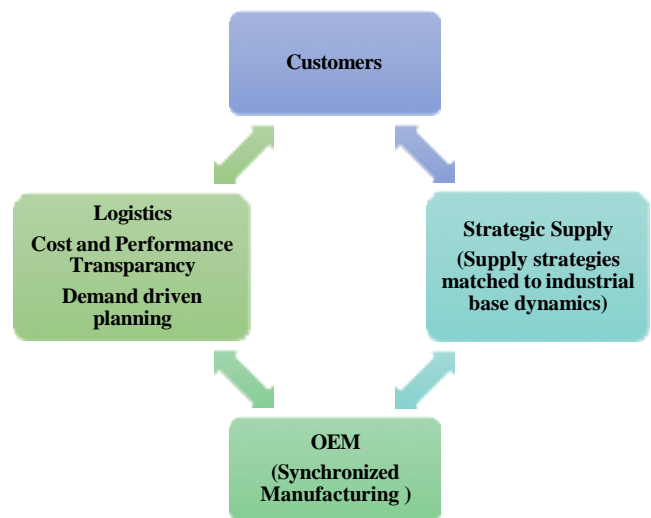 Customers
Logistics
Cost and Performance
Transparancy
Demand driven
planning
Strategic Supply
(Supply strategies
matched to industrial
base dynamics)
OEM
(Synchronized
Manufacturing )